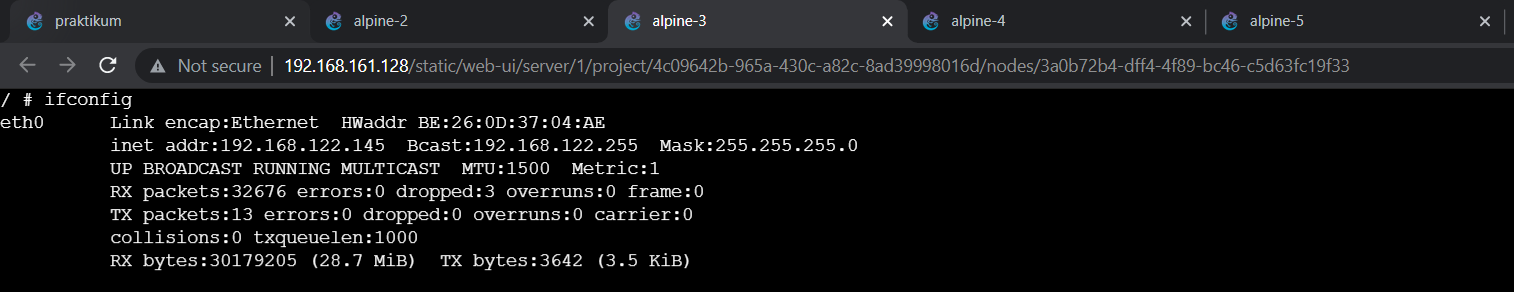 praktikum alpine-2 alpine-3 alpine-4 alpine-5
Not secure 192.168.161.128/static/web-ui/server/1/project/4c09642b-965a-430c-a82c-8ad39998016d/nodes/3a0b72b4-dff4-4f89-bc46-c5d63fc19f33
/ # ifconfig
eth0      Link encap:Ethernet  HWaddr BE:26:0D:37:04:AE
          inet addr:192.168.122.145  Bcast:192.168.122.255  Mask:255.255.255.0
          UP BROADCAST RUNNING MULTICAST  MTU:1500  Metric:1
          RX packets:32676 errors:0 dropped:3 overruns:0 frame:0
          TX packets:13 errors:0 dropped:0 overruns:0 carrier:0
          collisions:0 txqueuelen:1000
          RX bytes:30179205 (28.7 MiB)  TX bytes:3642 (3.5 KiB)